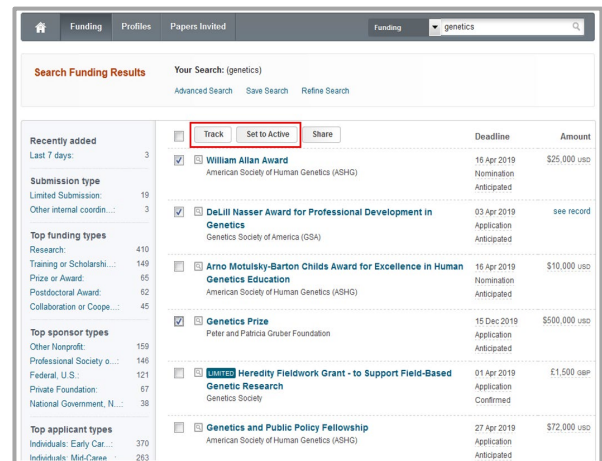 Funding
Profiles
Papers Invited
Funding
genetics
Search Funding Results
Your Search: (genetics)
Advanced Search Save Search Refine Search
Recently added
Last 7 days: 3
Submission type
Limited Submission: 19
Other internal coordin...: 3
Top funding types
Research: 410
Training or Scholarshi...: 149
Prize or Award: 65
Postdoctoral Award: 62
Collaboration or Coope...: 45
Top sponsor types
Other Nonprofit: 159
Professional Society o...: 146
Federal, U.S.: 121
Private Foundation: 67
National Government, N...: 38
Top applicant types
Individuals: Early Car...: 370
Individuals: Mid-Caree...: 263
Track Set to Active Share Deadline Amount
William Allan Award 16 Apr 2019 $25,000 USD
American Society of Human Genetics (ASHG) Nomination
Anticipated
DeLill Nasser Award for Professional Development in 03 Apr 2019 see record
Genetics Application
Genetics Society of America (GSA) Anticipated
Arno Motulsky-Barton Childs Award for Excellence in Human 16 Apr 2019 $10,000 USD
Genetics Education Nomination
American Society of Human Genetics (ASHG) Anticipated
Genetics Prize 15 Dec 2019 $500,000 USD
Peter and Patricia Gruber Foundation Application
Anticipated
LIMITED Heredity Fieldwork Grant - to Support Field-Based 01 Apr 2019 £1,500 GBP
Genetic Research Application
Genetics Society Confirmed
Genetics and Public Policy Fellowship 27 Apr 2019 $72,000 USD
American Society of Human Genetics (ASHG) Application
Anticipated